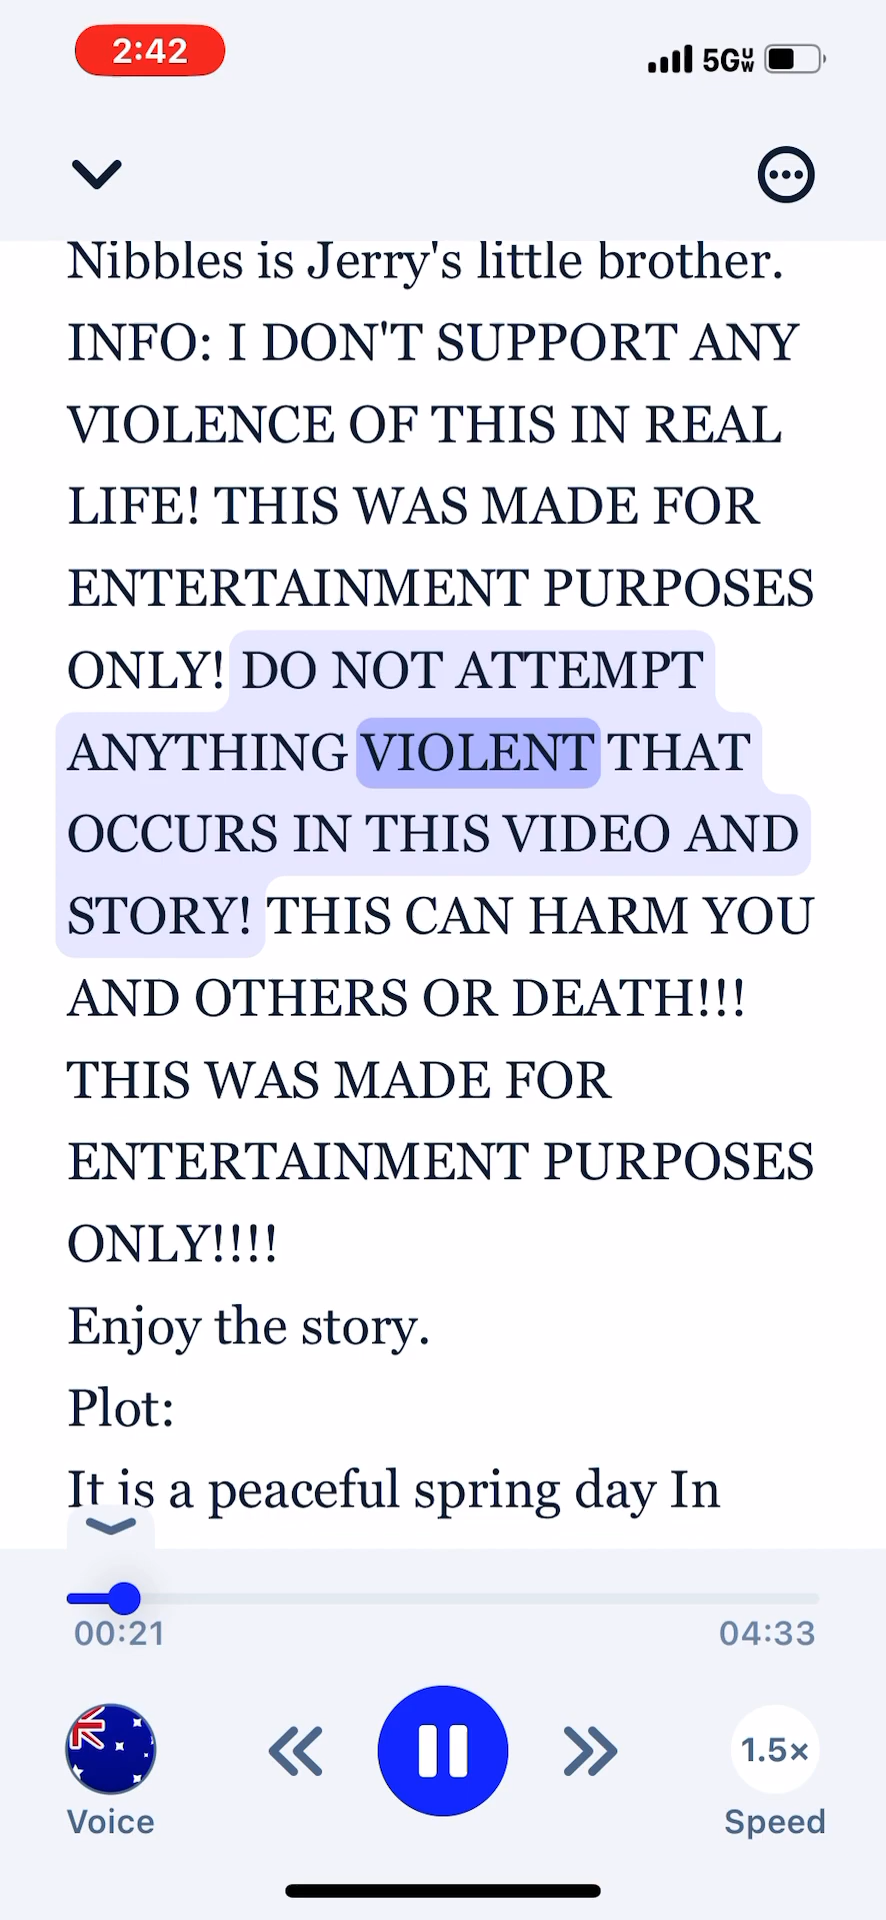 2:42
5GUW
Nibbles is Jerry's little brother.
INFO: I DON'T SUPPORT ANY
VIOLENCE OF THIS IN REAL
LIFE! THIS WAS MADE FOR
ENTERTAINMENT PURPOSES
ONLY! DO NOT ATTEMPT
ANYTHING VIOLENT THAT
OCCURS IN THIS VIDEO AND
STORY! THIS CAN HARM YOU
AND OTHERS OR DEATH!!!
THIS WAS MADE FOR
ENTERTAINMENT PURPOSES
ONLY!!!!
Enjoy the story.
Plot:
It is a peaceful spring day In
00:21
04:33
1.5×
Voice
Speed